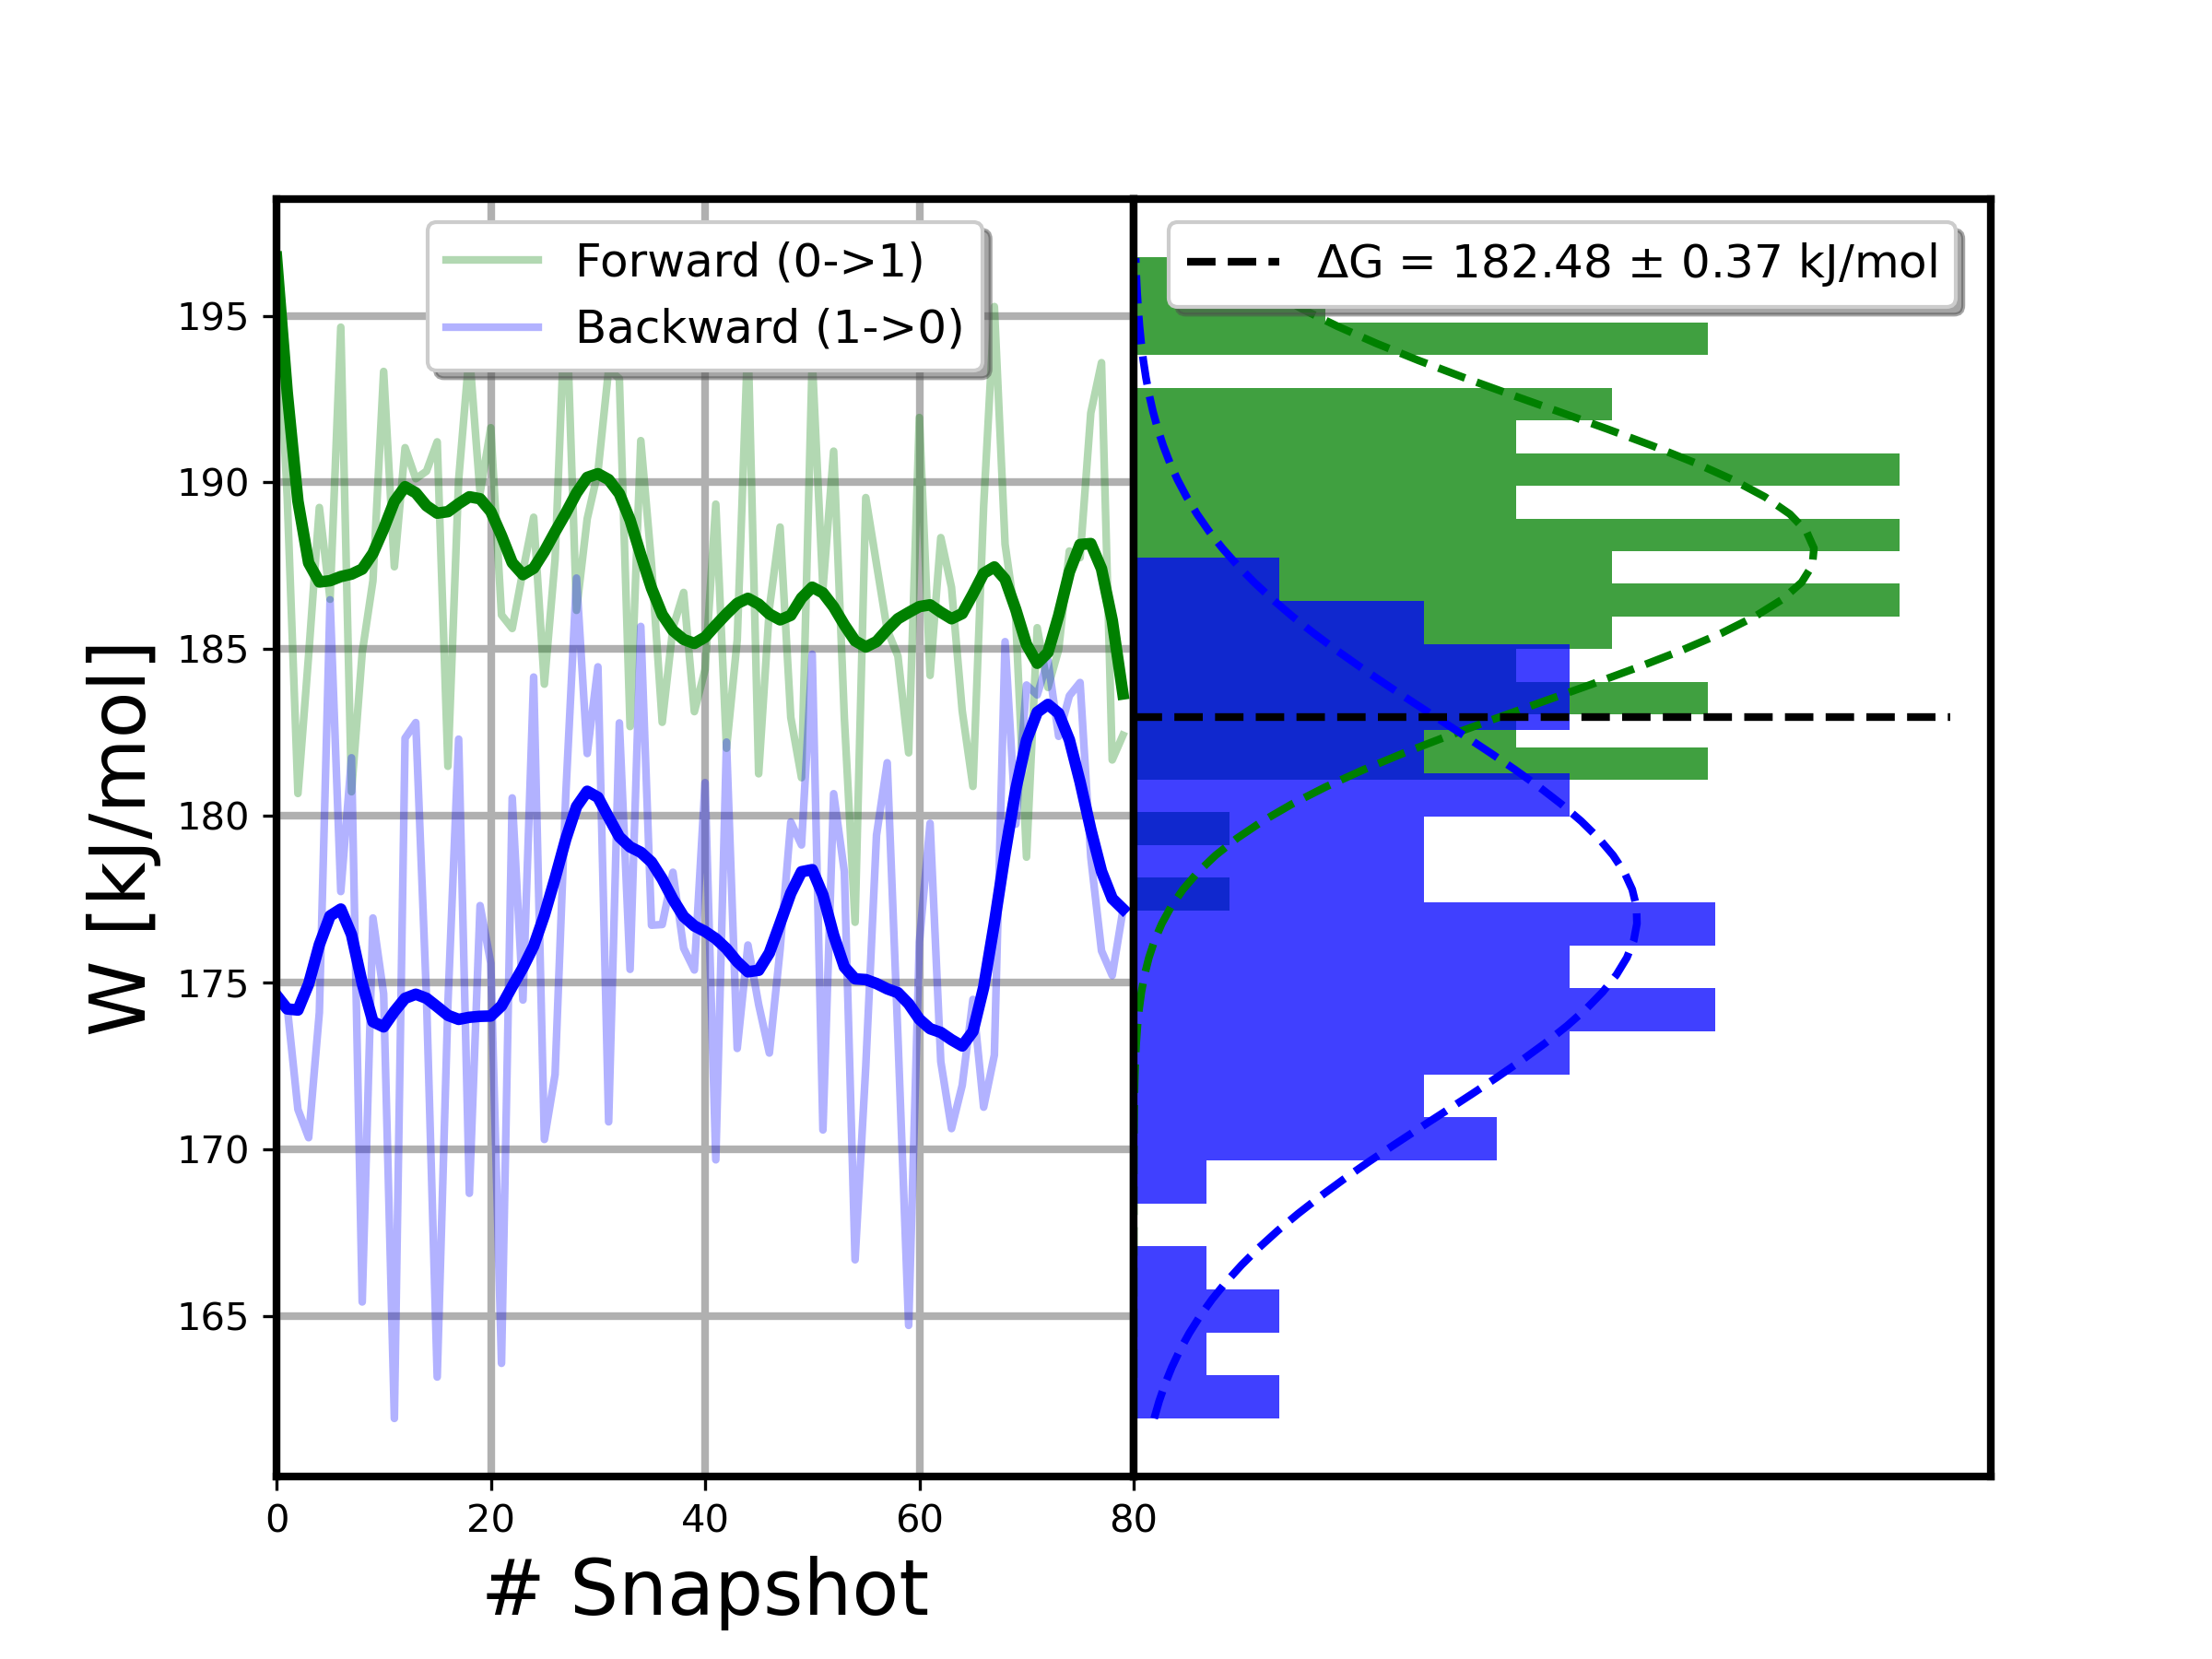 Forward (0->1)
Backward (1->0)
ΔG = 182.48 ± 0.37 kJ/mol
W [kJ/mol]
195
190
185
180
175
170
165
0 20 40 60 80
# Snapshot